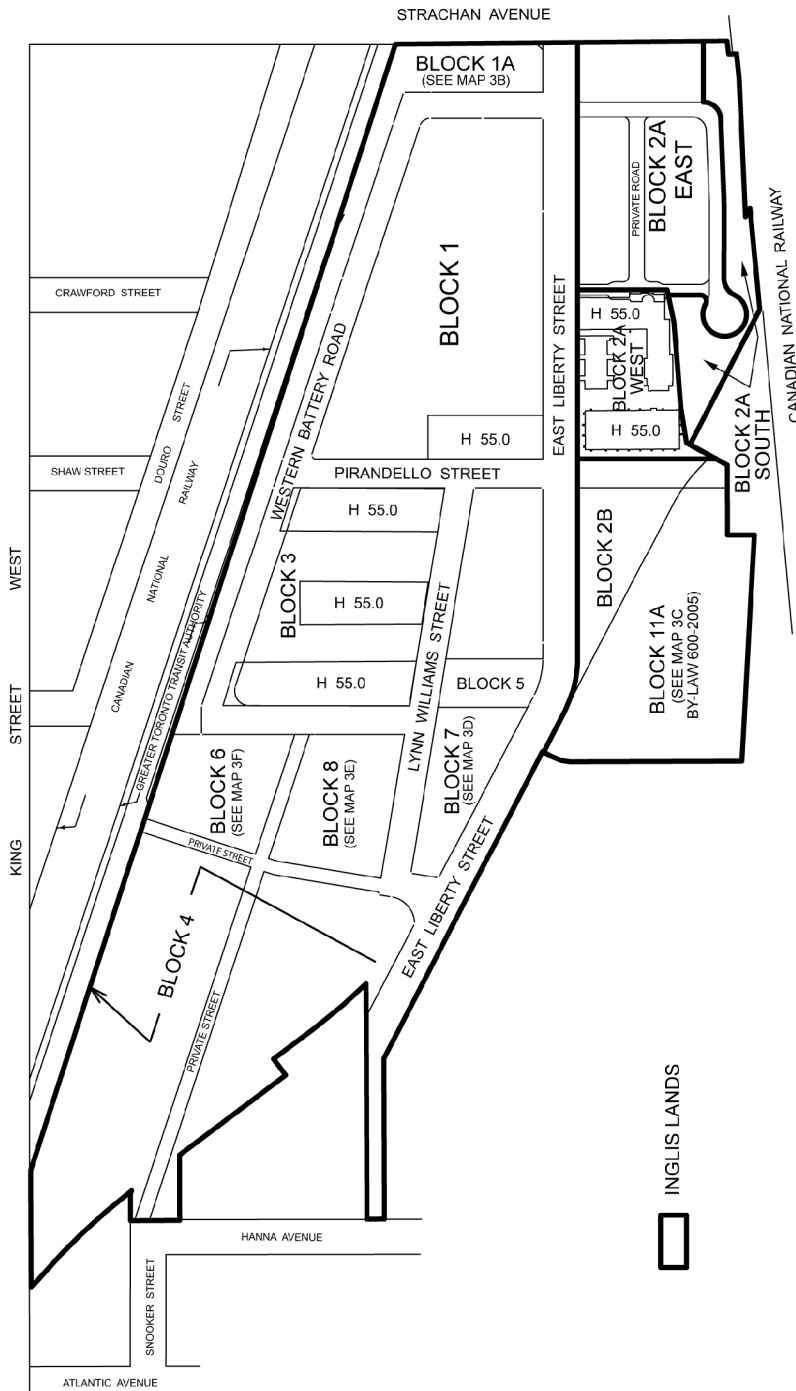 STRACHAN AVENUE
BLOCK 1A
(SEE MAP 3B)
BLOCK 2A
EAST
PRIVATE ROAD
CANADIAN NATIONAL RAILWAY
CRAWFORD STREET
BLOCK 1
EAST LIBERTY STREET
H 55.0
BLOCK 2A
WEST
H 55.0
BLOCK 2A
SOUTH
WESTERN BATTERY ROAD
H 55.0
DOURO STREET
SHAW STREET
PIRANDELLO STREET
CANADIAN NATIONAL RAILWAY
H 55.0
BLOCK 3
H 55.0
H 55.0
LYNN WILLIAMS STREET
BLOCK 5
BLOCK 2B
BLOCK 11A
(SEE MAP 3C
BY-LAW 600-2005)
KING STREET WEST
GREATER TORONTO TRANSIT AUTHORITY
BLOCK 6
(SEE MAP 3F)
BLOCK 8
(SEE MAP 3E)
BLOCK 7
(SEE MAP 3D)
PRIVATE STREET
EAST LIBERTY STREET
BLOCK 4
PRIVATE STREET
INGLIS LANDS
HANNA AVENUE
SNOOKER STREET
ATLANTIC AVENUE